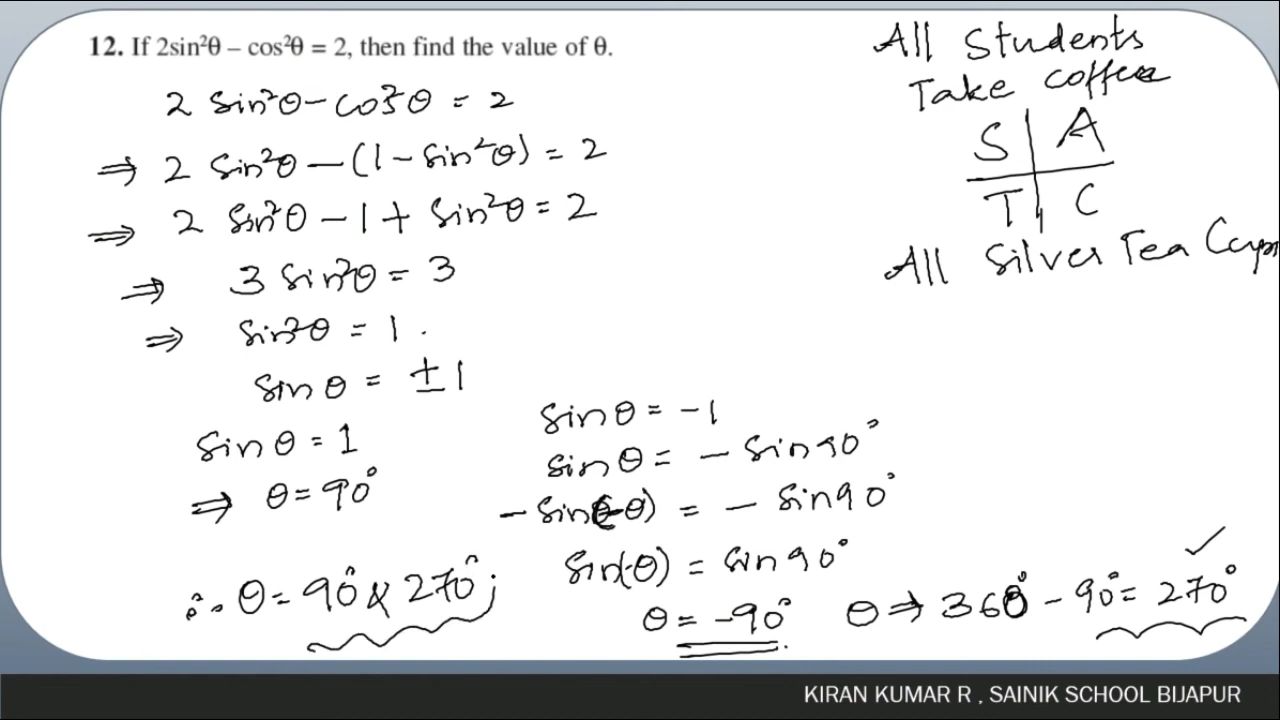 12. If 2sin²θ – cos²θ = 2, then find the value of θ.
2 sin²θ - cos²θ = 2
⇒ 2 sin²θ - (1 - sin²θ) = 2
⇒ 2 sin²θ - 1 + sin²θ = 2
⇒ 3 sin²θ = 3
⇒ sin²θ = 1.
sin θ = ±1
sin θ = 1
⇒ θ = 90°
∴ θ = 90° & 270°;
sin θ = -1
sin θ = - sin 90°
- sin(-θ) = - sin 90°
sin(-θ) = sin 90°
θ = -90°
θ ⇒ 360° - 90° = 270° ✓
All Students
Take coffee
S | A
T | C
All Silver Tea Cups
KIRAN KUMAR R , SAINIK SCHOOL BIJAPUR